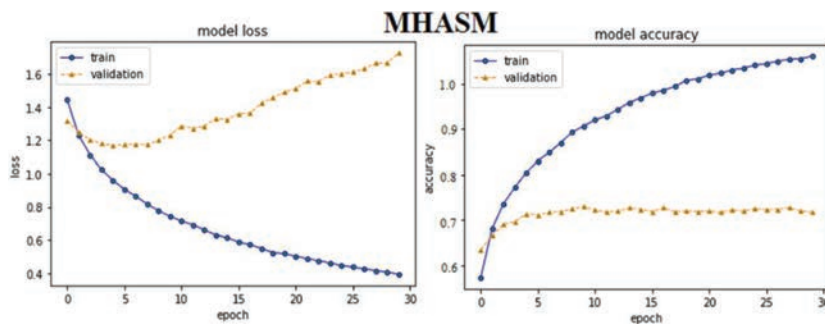 MHASM
model loss
train
validation
1.6
1.4
1.2
1.0
0.8
0.6
0.4
loss
0 5 10 15 20 25 30
epoch
model accuracy
train
validation
1.0
0.9
0.8
0.7
0.6
accuracy
0 5 10 15 20 25 30
epoch